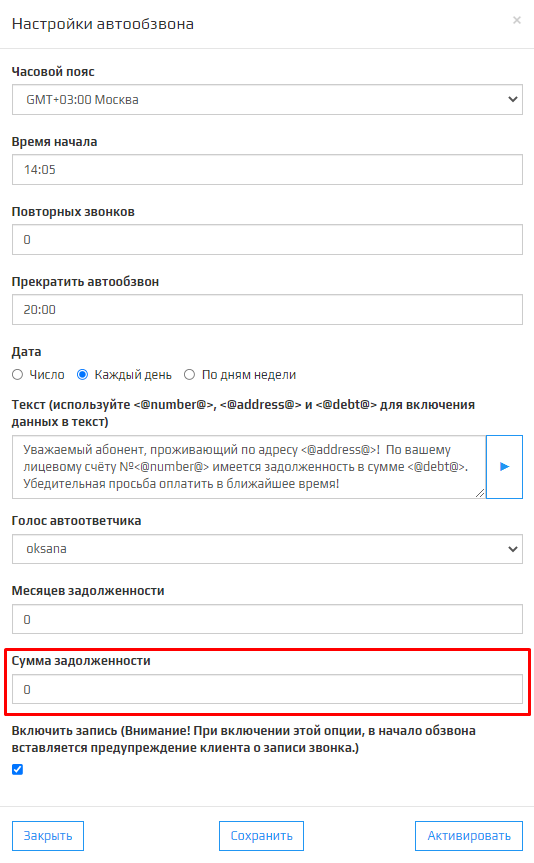 Настройки автообзвона
×
Часовой пояс
GMT+03:00 Москва
Время начала
14:05
Повторных звонков
0
Прекратить автообзвон
20:00
Дата
Число Каждый день По дням недели
Текст (используйте <@number@>, <@address@> и <@debt@> для включения
данных в текст)
Уважаемый абонент, проживающий по адресу <@address@>! По вашему
лицевому счёту №<@number@> имеется задолженность в сумме <@debt@>.
Убедительная просьба оплатить в ближайшее время!
Голос автоответчика
oksana
Месяцев задолженности
0
Сумма задолженности
0
Включить запись (Внимание! При включении этой опции, в начало обзвона
вставляется предупреждение клиента о записи звонка.)
Закрыть Сохранить Активировать